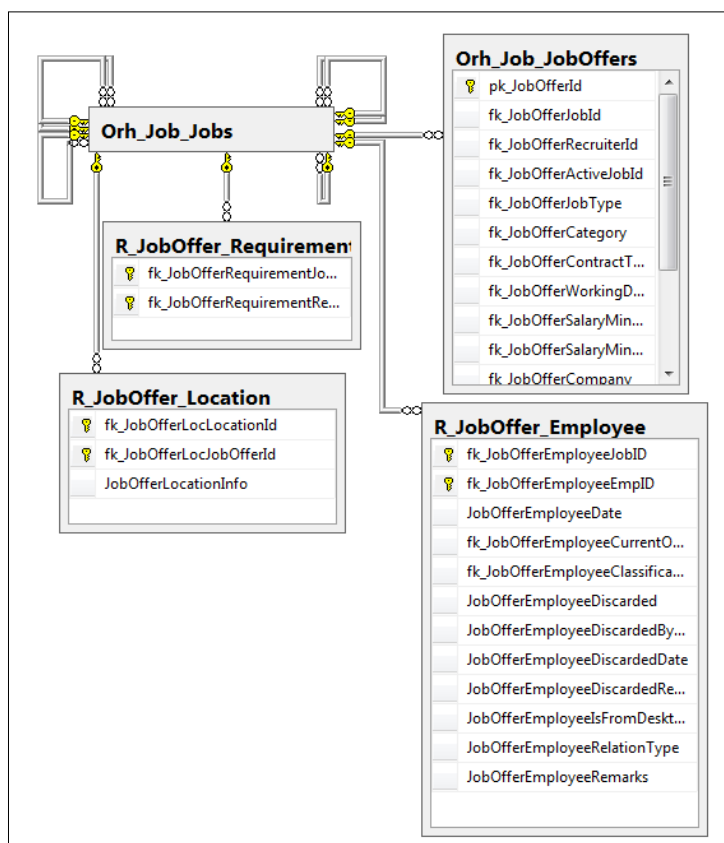 Orh_Job_Jobs
Orh_Job_JobOffers
pk_JobOfferId
fk_JobOfferJobId
fk_JobOfferRecruiterId
fk_JobOfferActiveJobId
fk_JobOfferJobType
fk_JobOfferCategory
fk_JobOfferContractT...
fk_JobOfferWorkingD...
fk_JobOfferSalaryMin...
fk_JobOfferSalaryMin...
fk_JobOfferCompany
R_JobOffer_Requirement
fk_JobOfferRequirementJo...
fk_JobOfferRequirementRe...
R_JobOffer_Location
fk_JobOfferLocLocationId
fk_JobOfferLocJobOfferId
JobOfferLocationInfo
R_JobOffer_Employee
fk_JobOfferEmployeeJobID
fk_JobOfferEmployeeEmpID
JobOfferEmployeeDate
fk_JobOfferEmployeeCurrentO...
fk_JobOfferEmployeeClassifica...
JobOfferEmployeeDiscarded
JobOfferEmployeeDiscardedBy...
JobOfferEmployeeDiscardedDate
JobOfferEmployeeDiscardedRe...
JobOfferEmployeeIsFromDeskt...
JobOfferEmployeeRelationType
JobOfferEmployeeRemarks